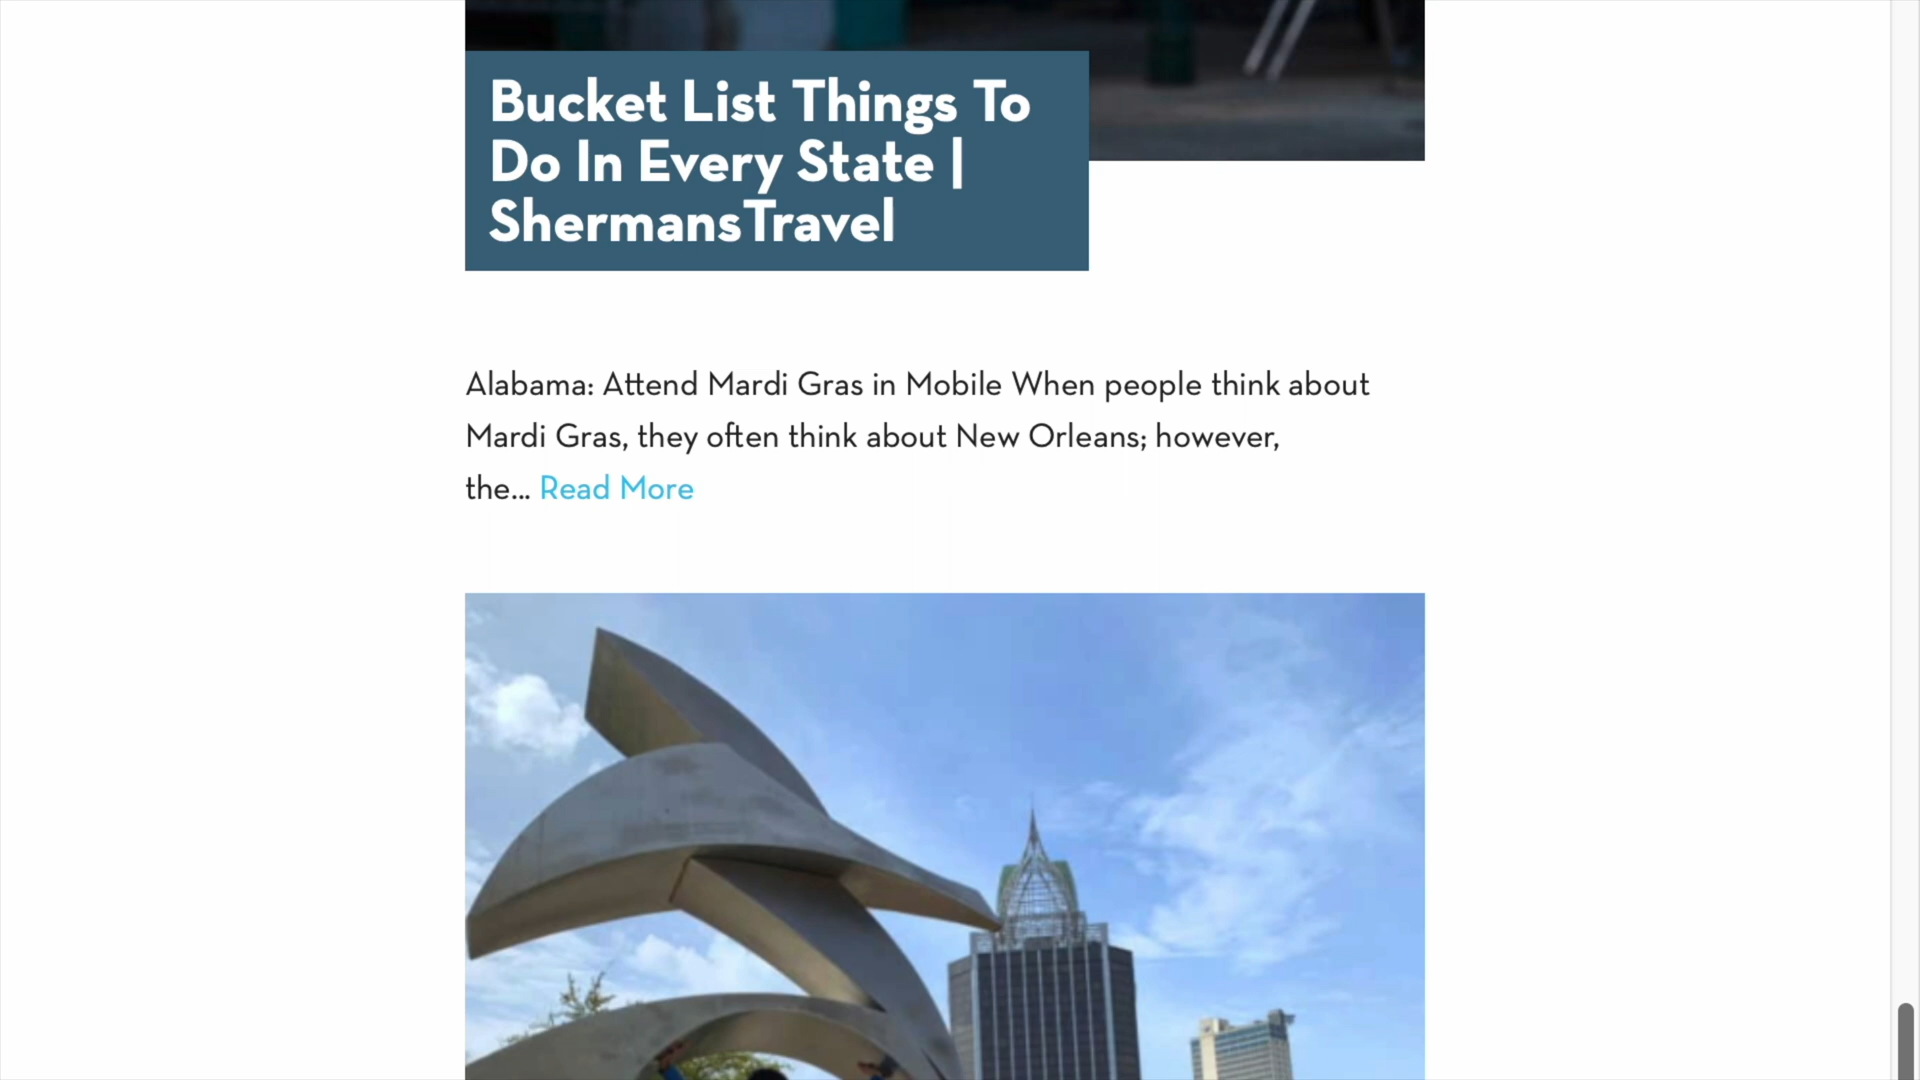 Bucket List Things To
Do In Every State |
ShermansTravel
Alabama: Attend Mardi Gras in Mobile When people think about
Mardi Gras, they often think about New Orleans; however,
the... Read More